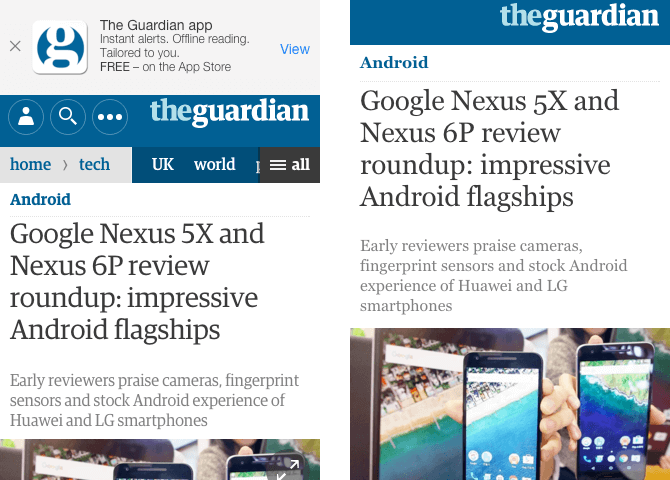 The Guardian app
Instant alerts. Offline reading.
Tailored to you.
FREE – on the App Store
View
theguardian
home › tech UK world all
Android
Google Nexus 5X and
Nexus 6P review
roundup: impressive
Android flagships
Early reviewers praise cameras, fingerprint
sensors and stock Android experience of
Huawei and LG smartphones
theguardian
Android
Google Nexus 5X and
Nexus 6P review
roundup: impressive
Android flagships
Early reviewers praise cameras,
fingerprint sensors and stock Android
experience of Huawei and LG
smartphones